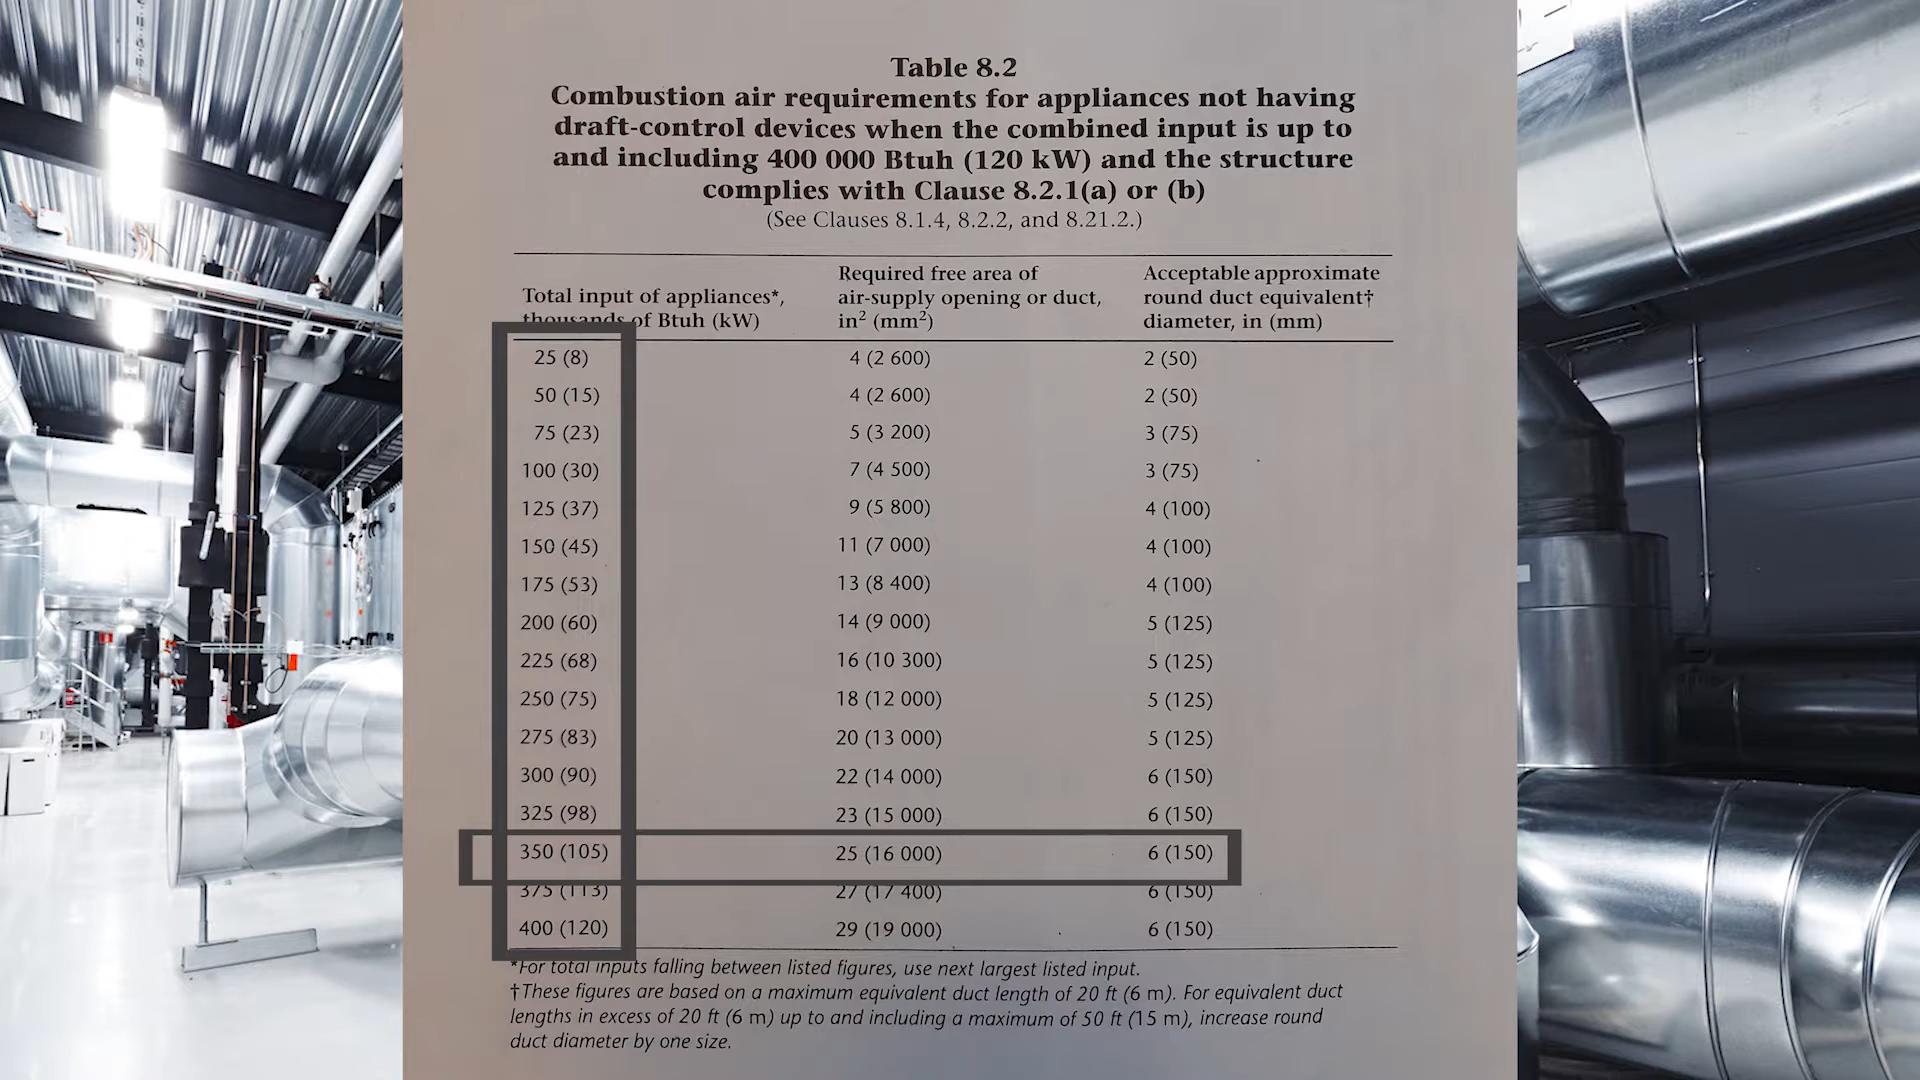 Table 8.2
Combustion air requirements for appliances not having
draft-control devices when the combined input is up to
and including 400 000 Btuh (120 kW) and the structure
complies with Clause 8.2.1(a) or (b)
(See Clauses 8.1.4, 8.2.2, and 8.21.2.)
Total input of appliances*, thousands of Btuh (kW)
Required free area of air-supply opening or duct, in² (mm²)
Acceptable approximate round duct equivalent† diameter, in (mm)
25 (8) 4 (2 600) 2 (50)
50 (15) 4 (2 600) 2 (50)
75 (23) 5 (3 200) 3 (75)
100 (30) 7 (4 500) 3 (75)
125 (37) 9 (5 800) 4 (100)
150 (45) 11 (7 000) 4 (100)
175 (53) 13 (8 400) 4 (100)
200 (60) 14 (9 000) 5 (125)
225 (68) 16 (10 300) 5 (125)
250 (75) 18 (12 000) 5 (125)
275 (83) 20 (13 000) 5 (125)
300 (90) 22 (14 000) 6 (150)
325 (98) 23 (15 000) 6 (150)
350 (105) 25 (16 000) 6 (150)
375 (113) 27 (17 400) 6 (150)
400 (120) 29 (19 000) 6 (150)
*For total inputs falling between listed figures, use next largest listed input.
†These figures are based on a maximum equivalent duct length of 20 ft (6 m). For equivalent duct
lengths in excess of 20 ft (6 m) up to and including a maximum of 50 ft (15 m), increase round
duct diameter by one size.